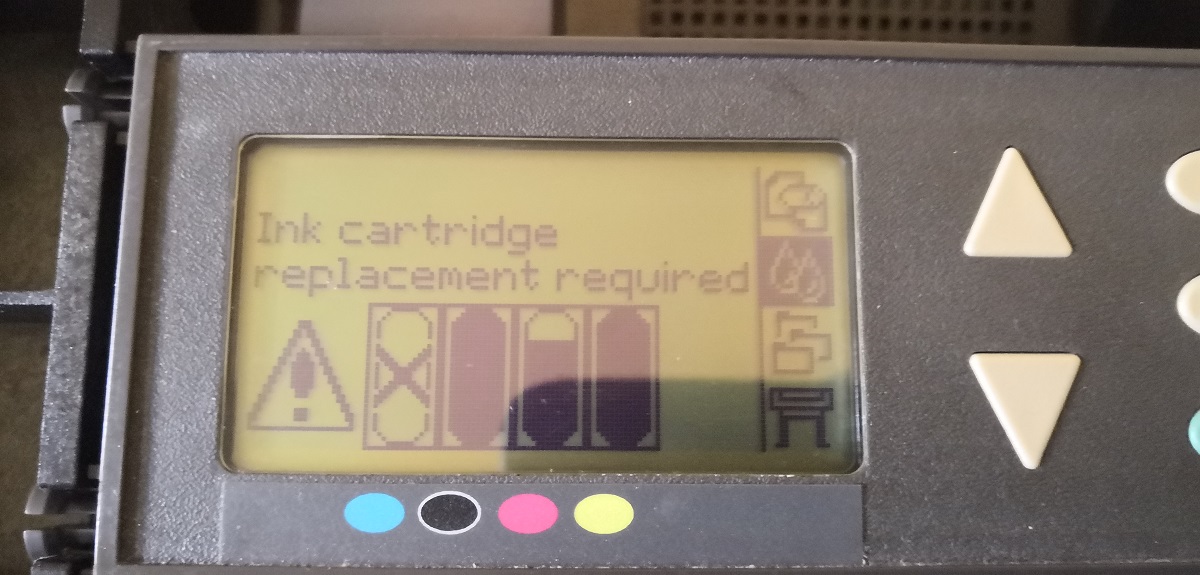 Ink cartridge
replacement required